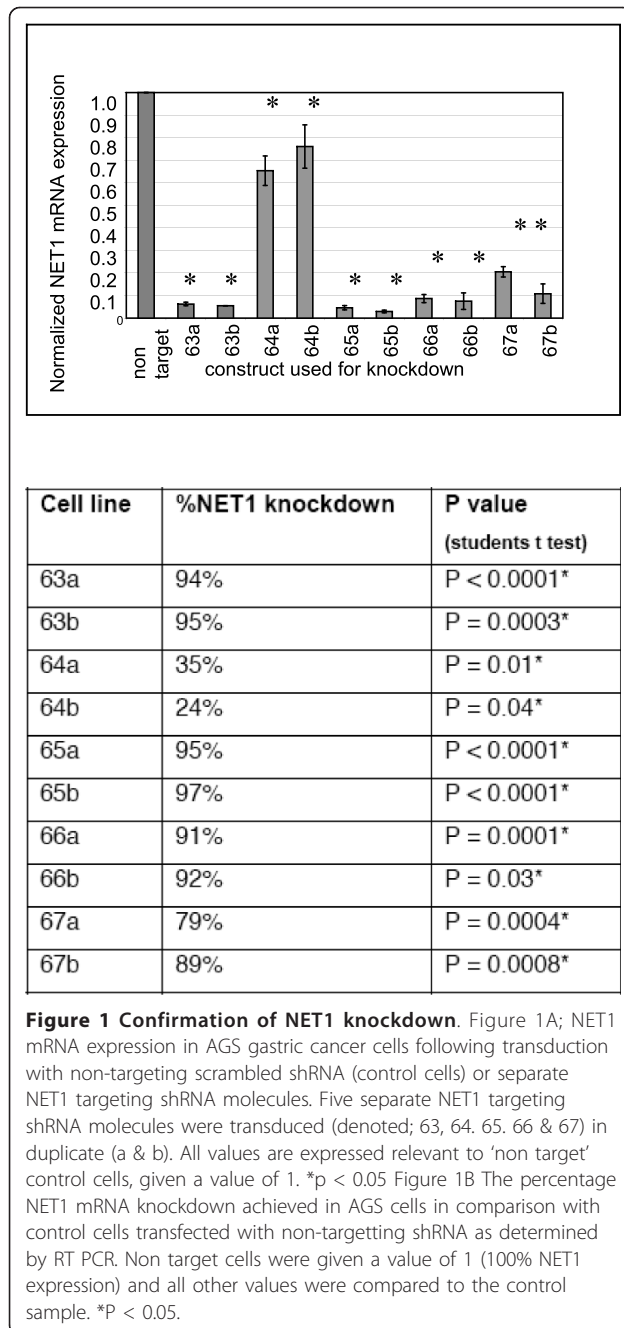 Normalized NET1 mRNA expression
1.0
0.9
0.8
0.7
0.6
0.5
0.4
0.3
0.2
0.1
0
* * * * * * * * * *
non target 63a 63b 64a 64b 65a 65b 66a 66b 67a 67b
construct used for knockdown
Cell line %NET1 knockdown P value
(students t test)
63a 94% P < 0.0001*
63b 95% P = 0.0003*
64a 35% P = 0.01*
64b 24% P = 0.04*
65a 95% P < 0.0001*
65b 97% P < 0.0001*
66a 91% P = 0.0001*
66b 92% P = 0.03*
67a 79% P = 0.0004*
67b 89% P = 0.0008*
Figure 1 Confirmation of NET1 knockdown. Figure 1A; NET1
mRNA expression in AGS gastric cancer cells following transduction
with non-targeting scrambled shRNA (control cells) or separate
NET1 targeting shRNA molecules. Five separate NET1 targeting
shRNA molecules were transduced (denoted; 63, 64. 65. 66 & 67) in
duplicate (a & b). All values are expressed relevant to 'non target'
control cells, given a value of 1. *p < 0.05 Figure 1B The percentage
NET1 mRNA knockdown achieved in AGS cells in comparison with
control cells transfected with non-targetting shRNA as determined
by RT PCR. Non target cells were given a value of 1 (100% NET1
expression) and all other values were compared to the control
sample. *P < 0.05.